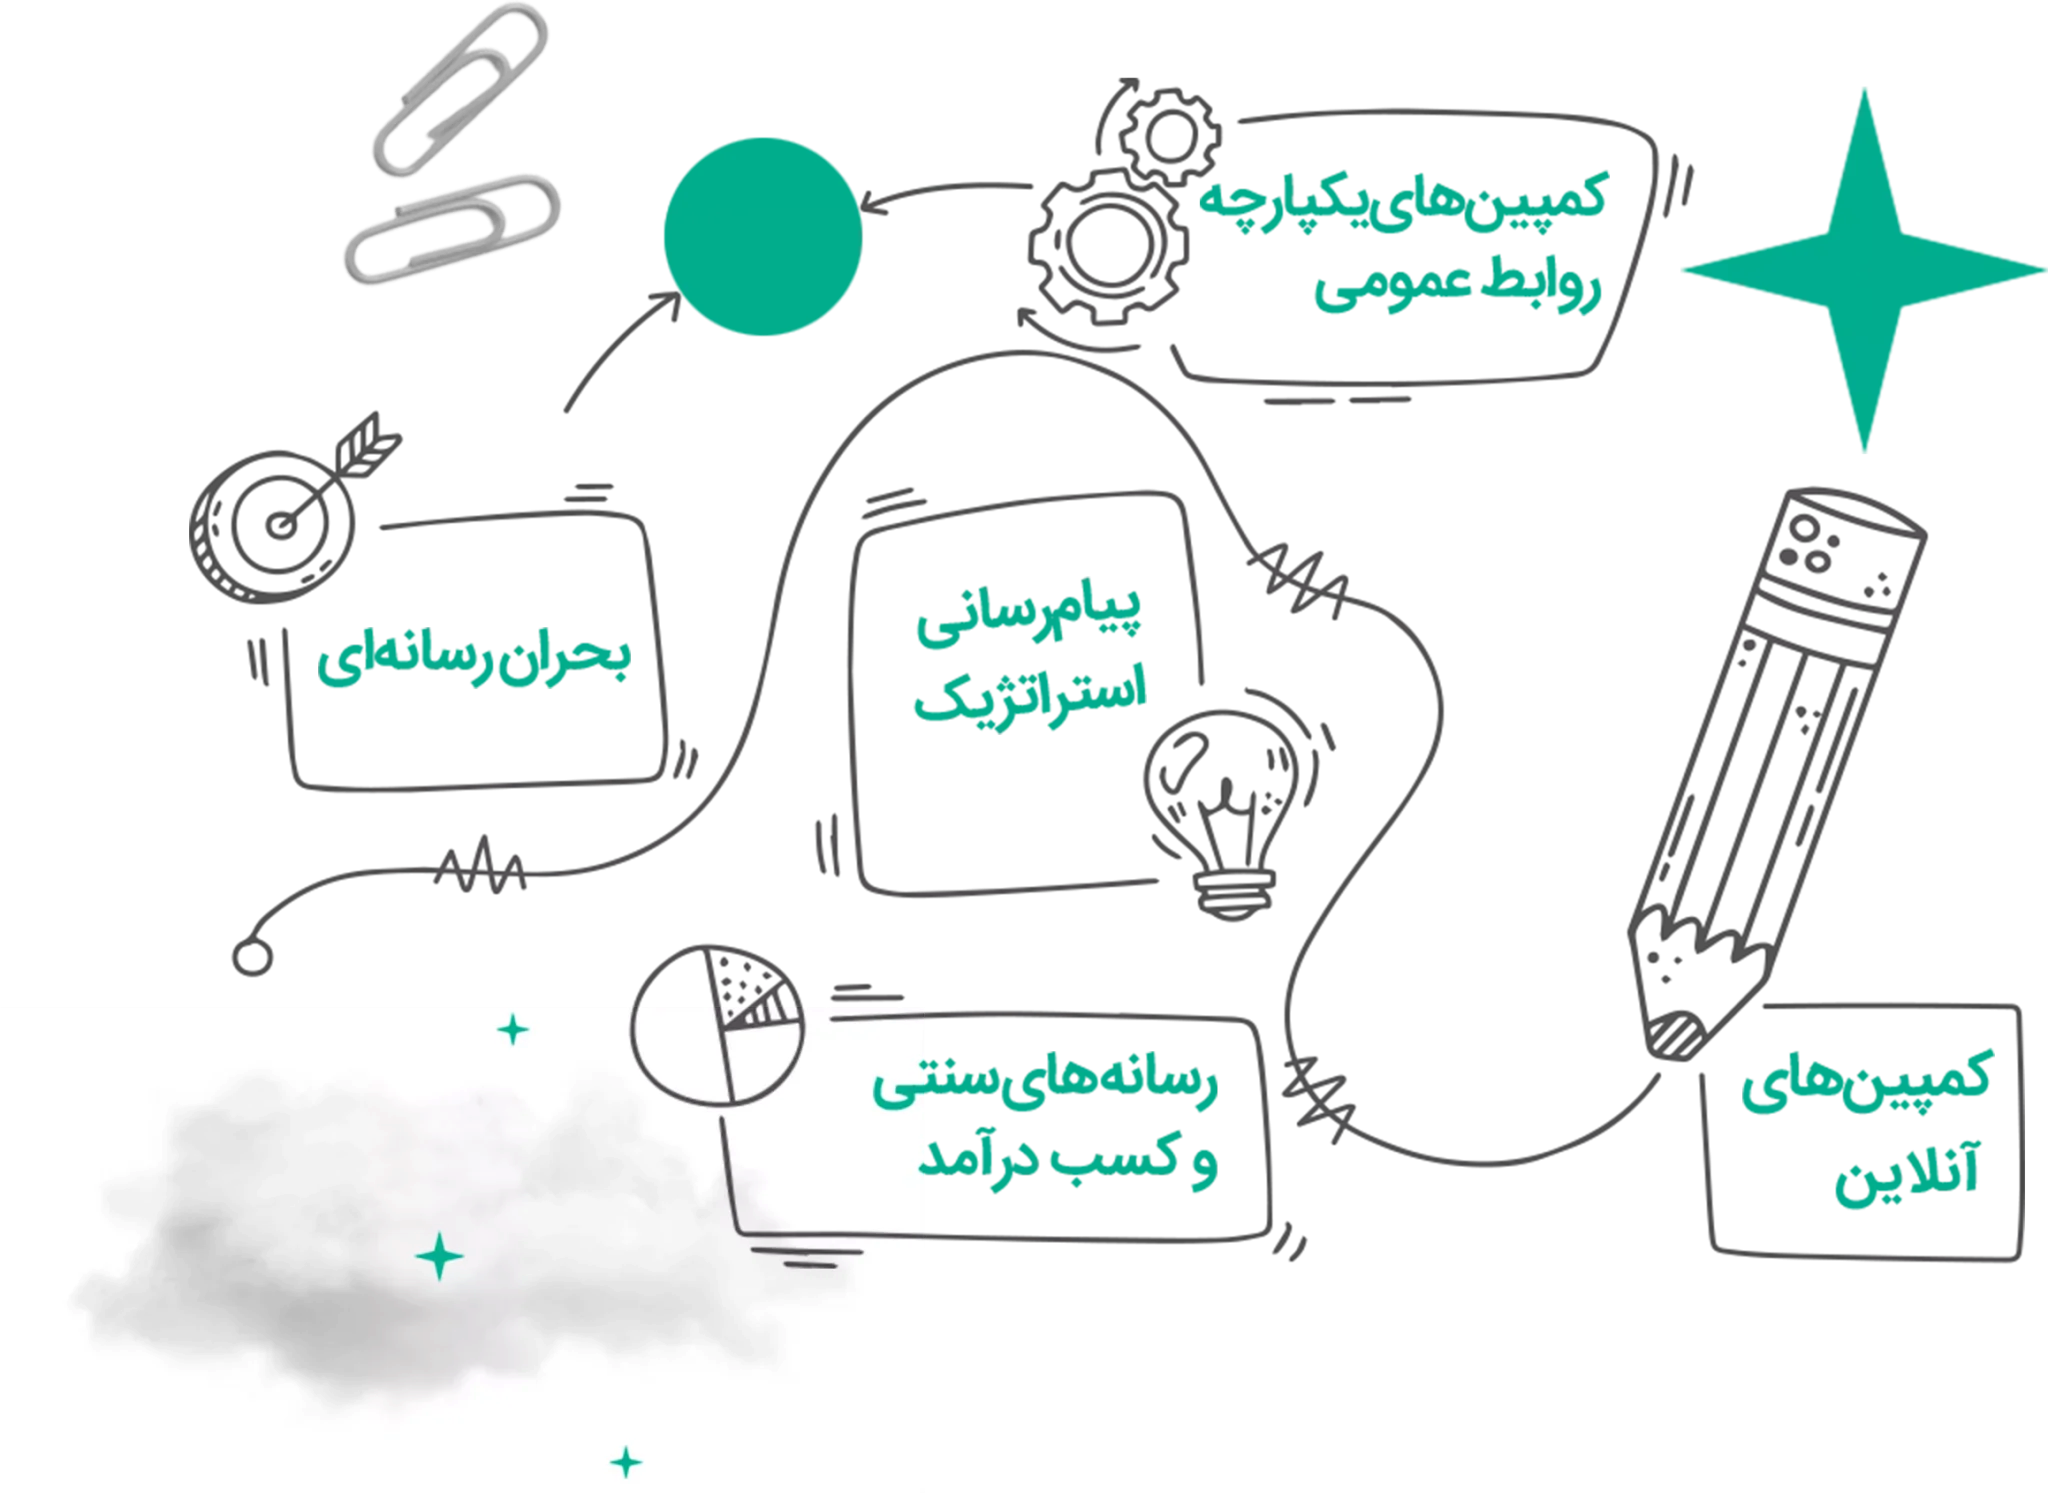 کمپین‌های یکپارچه
روابط عمومی
پیام‌رسانی
استراتژیک
بحران رسانه‌ای
رسانه‌های سنتی
و کسب درآمد
کمپین‌های
آنلاین